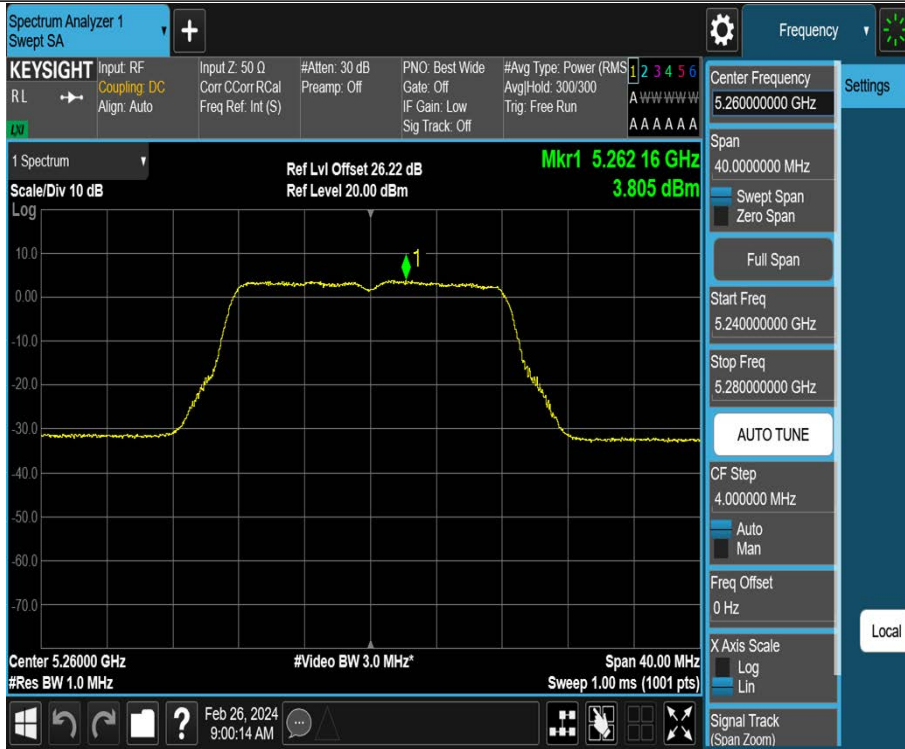 Spectrum Analyzer 1
Swept SA
+
Frequency
KEYSIGHT
R L
LXI
Input: RF
Coupling: DC
Align: Auto
Input Z: 50 Ω
Corr CCorr RCal
Freq Ref: Int (S)
#Atten: 30 dB
Preamp: Off
PNO: Best Wide
Gate: Off
IF Gain: Low
Sig Track: Off
#Avg Type: Power (RMS
Avg|Hold: 300/300
Trig: Free Run
1 2 3 4 5 6
A W W W W W
A A A A A A
1 Spectrum
Scale/Div 10 dB
Log
Ref Lvl Offset 26.22 dB
Ref Level 20.00 dBm
Mkr1 5.262 16 GHz
3.805 dBm
1
10.0
0.00
-10.0
-20.0
-30.0
-40.0
-50.0
-60.0
-70.0
Center 5.26000 GHz
#Res BW 1.0 MHz
#Video BW 3.0 MHz*
Span 40.00 MHz
Sweep 1.00 ms (1001 pts)
?
Feb 26, 2024
9:00:14 AM
Center Frequency
5.260000000 GHz
Span
40.0000000 MHz
Swept Span
Zero Span
Full Span
Start Freq
5.240000000 GHz
Stop Freq
5.280000000 GHz
AUTO TUNE
CF Step
4.000000 MHz
Auto
Man
Freq Offset
0 Hz
X Axis Scale
Log
Lin
Signal Track
(Span Zoom)
Settings
Local